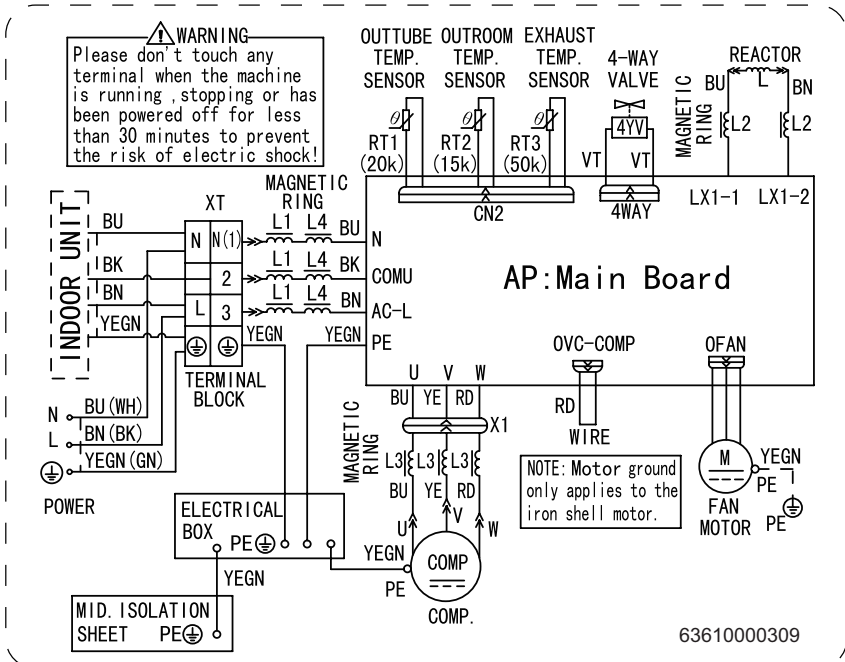 WARNING
Please don't touch any
terminal when the machine
is running ,stopping or has
been powered off for less
than 30 minutes to prevent
the risk of electric shock!
OUTTUBE
TEMP.
SENSOR
OUTROOM
TEMP.
SENSOR
EXHAUST
TEMP.
SENSOR
4-WAY
VALVE
MAGNETIC
RING
REACTOR
BU
L
BN
L2
L2
θ
θ
θ
RT1
(20k)
RT2
(15k)
RT3
(50k)
4YV
VT
VT
CN2
4WAY
LX1-1
LX1-2
INDOOR UNIT
BU
BK
BN
YEGN
XT
N
N(1)
2
L
3
TERMINAL
BLOCK
MAGNETIC
RING
L1
L4
BU
L1
L4
BK
L1
L4
BN
YEGN
YEGN
N
COMU
AC-L
PE
AP:Main Board
U
V
W
OVC-COMP
OFAN
BU
YE
RD
X1
RD
WIRE
N
BU(WH)
L
BN(BK)
YEGN(GN)
POWER
MAGNETIC
RING
L3
L3
L3
BU
YE
RD
U
V
W
NOTE: Motor ground
only applies to the
iron shell motor.
M
FAN
MOTOR
YEGN
PE
PE
ELECTRICAL
BOX
PE
YEGN
PE
COMP
COMP.
YEGN
MID. ISOLATION
SHEET
PE
63610000309